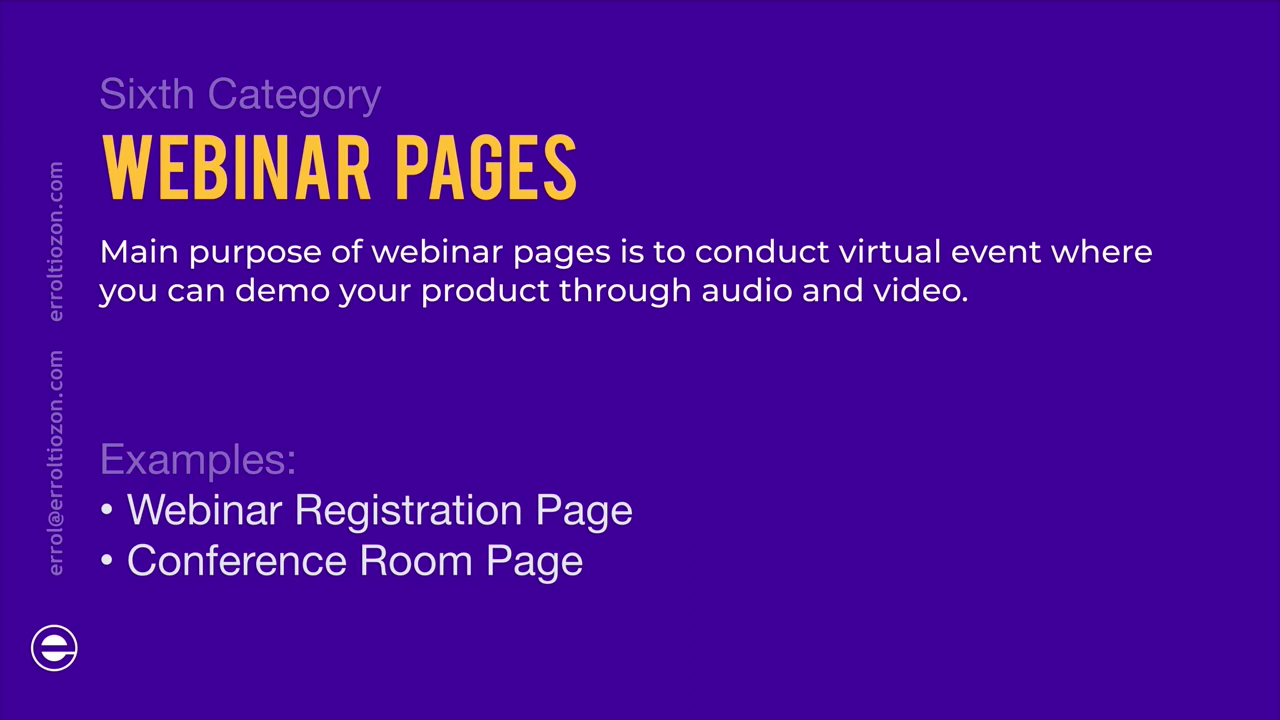 Sixth Category
WEBINAR PAGES
Main purpose of webinar pages is to conduct virtual event where
you can demo your product through audio and video.
Examples:
• Webinar Registration Page
• Conference Room Page
errol@erroltiozon.com erroltiozon.com
e